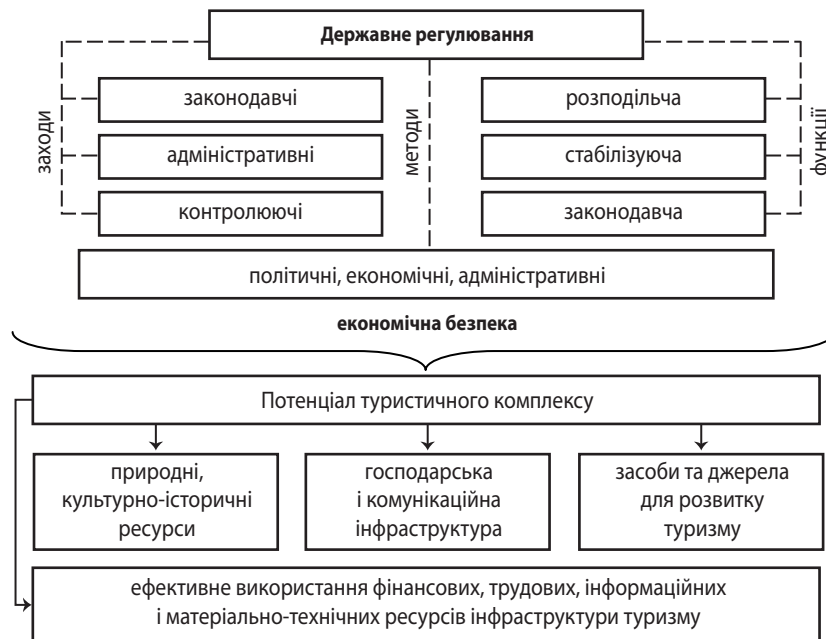 Державне регулювання
заходи
законодавчі
адміністративні
контролюючі
методи
розподільча
стабілізуюча
законодавча
функції
політичні, економічні, адміністративні
економічна безпека
Потенціал туристичного комплексу
природні,
культурно-історичні
ресурси
господарська
і комунікаційна
інфраструктура
засоби та джерела
для розвитку
туризму
ефективне використання фінансових, трудових, інформаційних
і матеріально-технічних ресурсів інфраструктури туризму